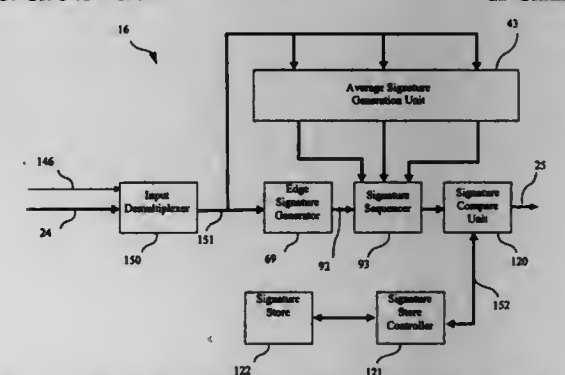 16
43
Average Signature
Generation Unit
146
24
Input
Demultiplexer
150
151
Edge
Signature
Generator
69
92
Signature
Sequencer
93
Signature
Compare
Unit
120
25
152
Signature
Store
122
Signature
Store
Controller
121